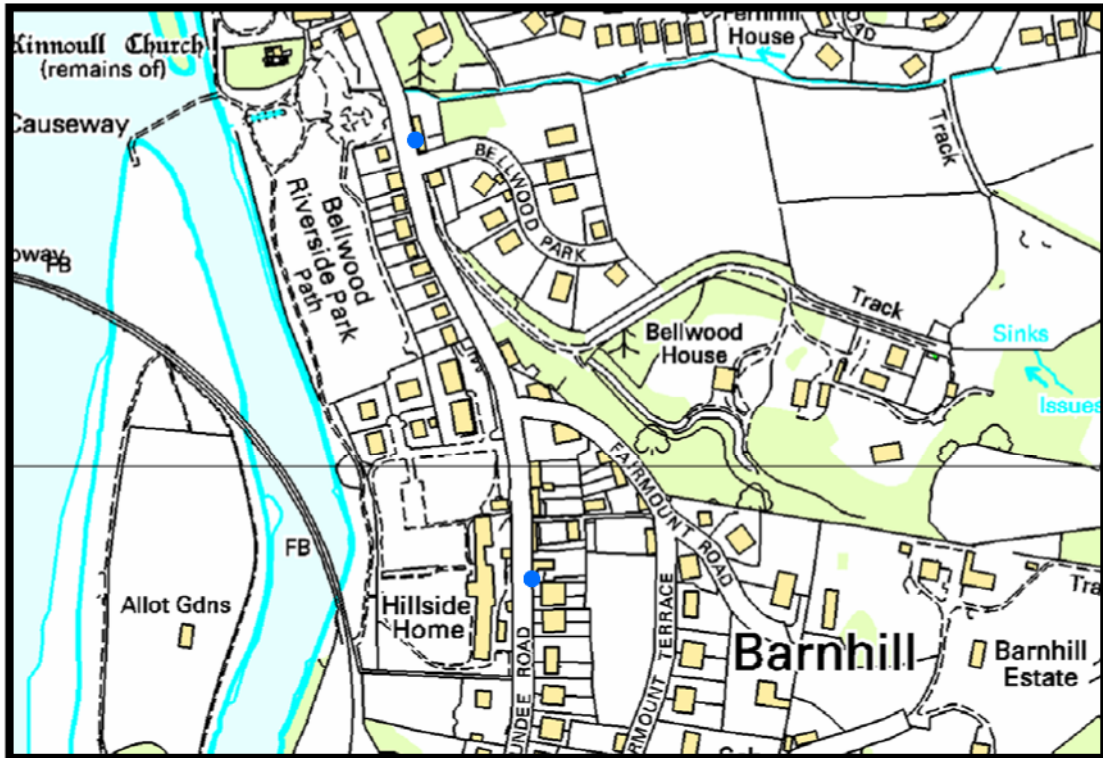 Kinnoull Church
(remains of)
Fernhill
House
Causeway
Track
BELLWOOD PARK
Bellwood
Riverside Park
Path
FB
Track
Bellwood
House
Sinks
Issues
FAIRMOUNT ROAD
FB
Allot Gdns
Hillside
Home
TERRACE
Barnhill
Barnhill
Estate